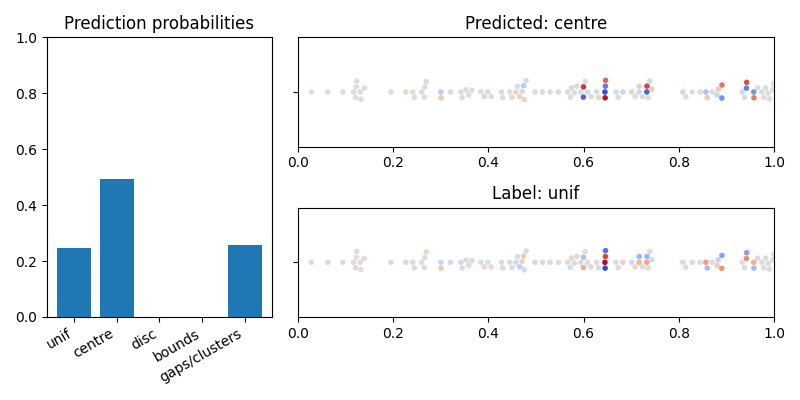 Prediction probabilities
1.0
0.8
0.6
0.4
0.2
0.0
unif
centre
disc
bounds
gaps/clusters
Predicted: centre
0.0 0.2 0.4 0.6 0.8 1.0
Label: unif
0.0 0.2 0.4 0.6 0.8 1.0